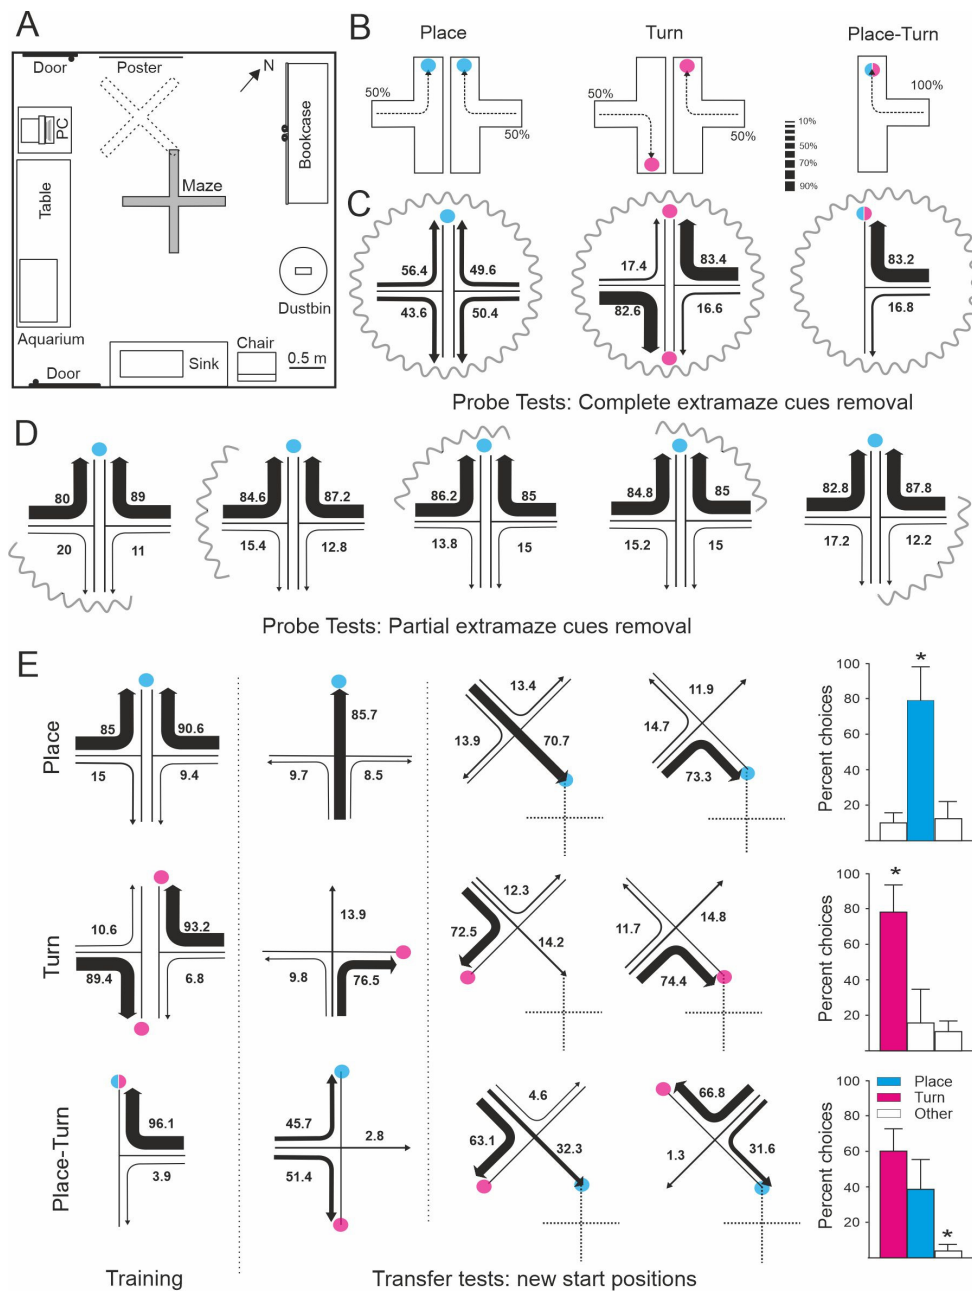 A
Door
Poster
N
PC
Bookcase
Table
Maze
Dustbin
Aquarium
Chair
0.5 m
Sink
Door
B
Place
Turn
Place-Turn
50%
50%
50%
50%
100%
10%
50%
70%
90%
C
56.4
49.6
43.6
50.4
17.4
83.4
82.6
16.6
83.2
16.8
Probe Tests: Complete extramaze cues removal
D
80
89
20
11
84.6
87.2
15.4
12.8
86.2
85
13.8
15
84.8
85
15.2
15
82.8
87.8
17.2
12.2
Probe Tests: Partial extramaze cues removal
E
Place
85
90.6
15
9.4
85.7
9.7
8.5
13.4
13.9
70.7
11.9
14.7
73.3
Percent choices
100
80
60
40
20
*
Turn
10.6
93.2
89.4
6.8
13.9
9.8
76.5
12.3
72.5
14.2
11.7
14.8
74.4
Percent choices
100
80
60
40
20
*
Place-Turn
96.1
3.9
45.7
2.8
51.4
4.6
63.1
32.3
66.8
1.3
31.6
Percent choices
100
80
60
40
20
Place
Turn
Other
*
Training
Transfer tests: new start positions